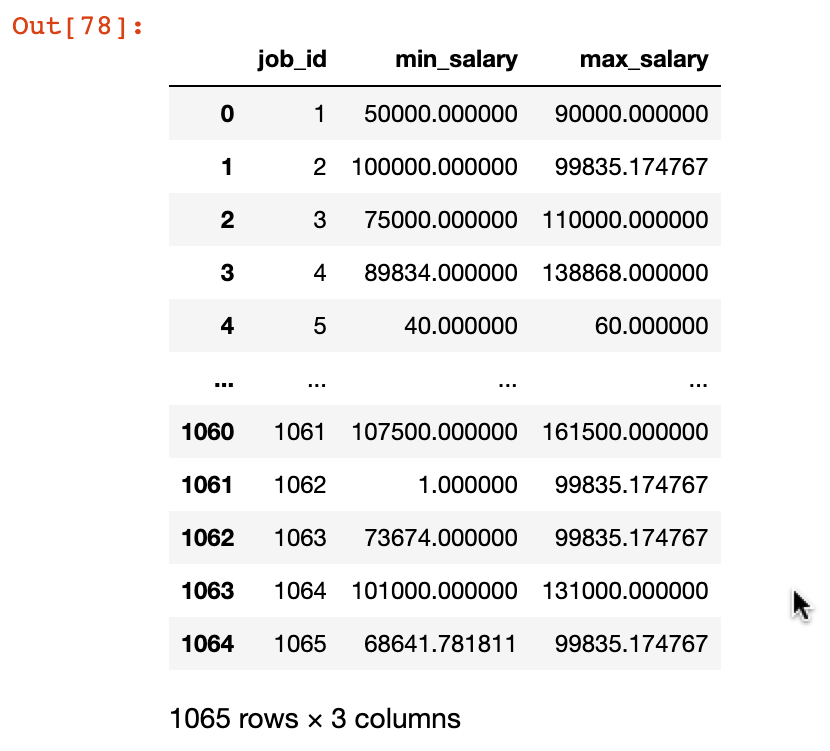 Out[78]:
job_id min_salary max_salary
0 1 50000.000000 90000.000000
1 2 100000.000000 99835.174767
2 3 75000.000000 110000.000000
3 4 89834.000000 138868.000000
4 5 40.000000 60.000000
... ... ... ...
1060 1061 107500.000000 161500.000000
1061 1062 1.000000 99835.174767
1062 1063 73674.000000 99835.174767
1063 1064 101000.000000 131000.000000
1064 1065 68641.781811 99835.174767
1065 rows × 3 columns